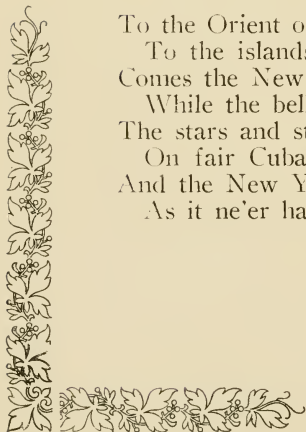 To the Orient o
To the islands
Comes the New
While the bel
The stars and st
On fair Cuba
And the New Y
As it ne'er ha